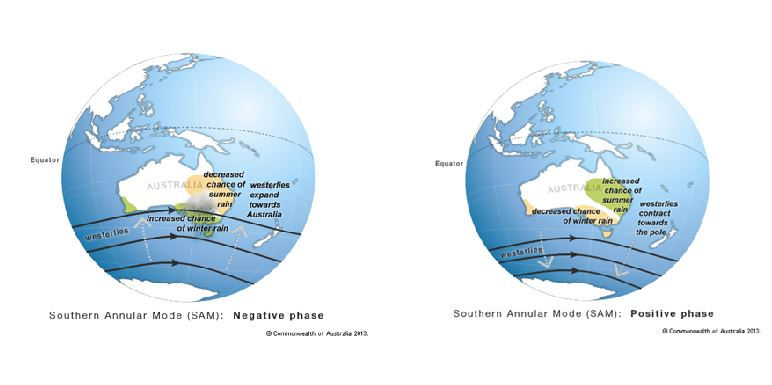 Equator
AUSTRALIA
decreased
chance of
summer
rain
westerlies
expand
towards
Australia
increased chance
of winter rain
westerlies
Southern Annular Mode (SAM): Negative phase
© Commonwealth of Australia 2013.
Equator
AUSTRALIA
increased
chance of
summer
rain
decreased chance
of winter rain
westerlies
contract
towards
the pole
westerlies
Southern Annular Mode (SAM): Positive phase
© Commonwealth of Australia 2013.